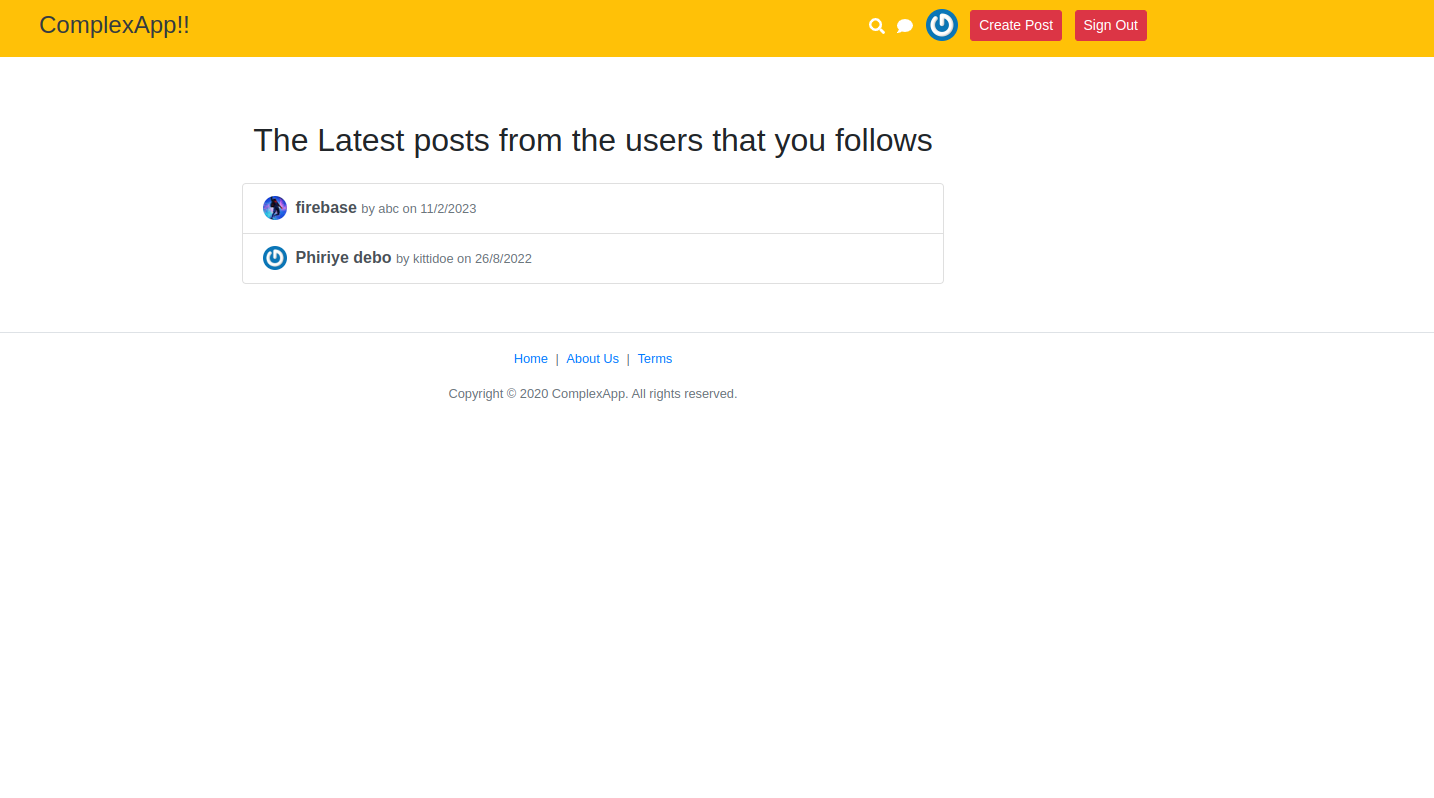 ComplexApp!!
Create Post
Sign Out
The Latest posts from the users that you follows
firebase by abc on 11/2/2023
Phiriye debo by kittidoe on 26/8/2022
Home | About Us | Terms
Copyright © 2020 ComplexApp. All rights reserved.